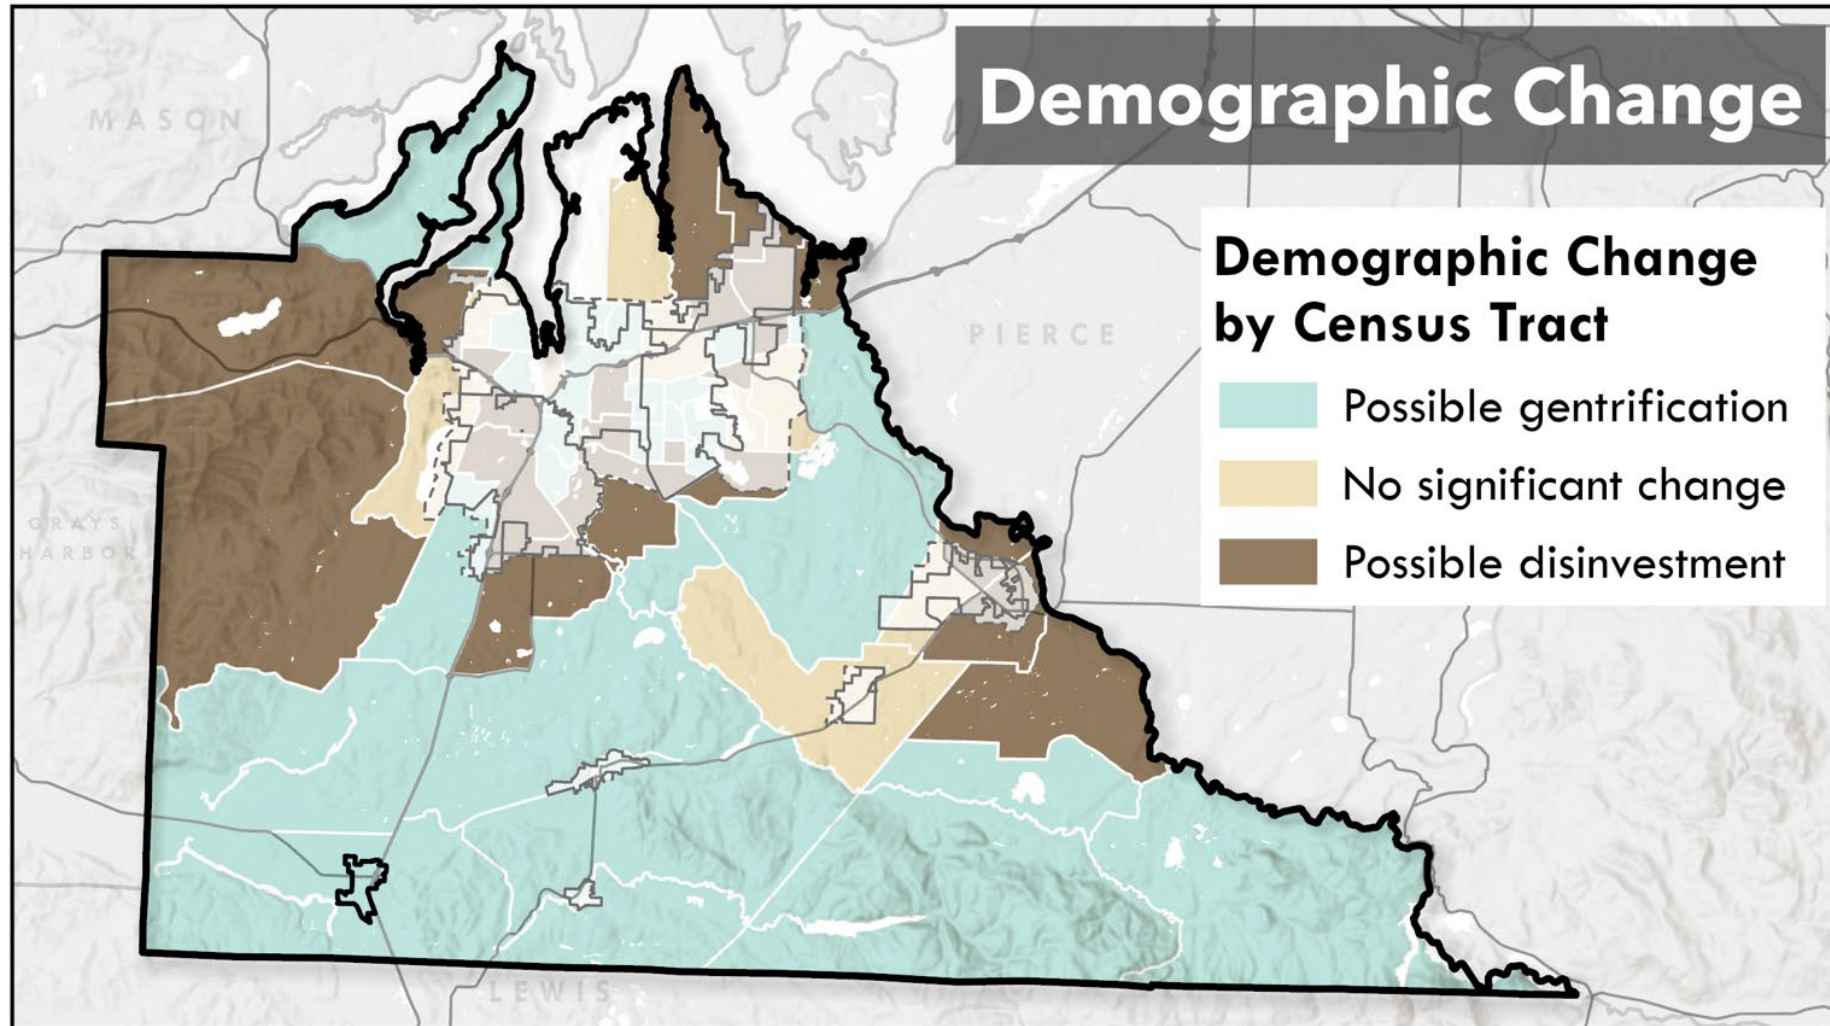 Demographic Change
MASON
PIERCE
GRAYS
HARBOR
LEWIS
Demographic Change
by Census Tract
Possible gentrification
No significant change
Possible disinvestment